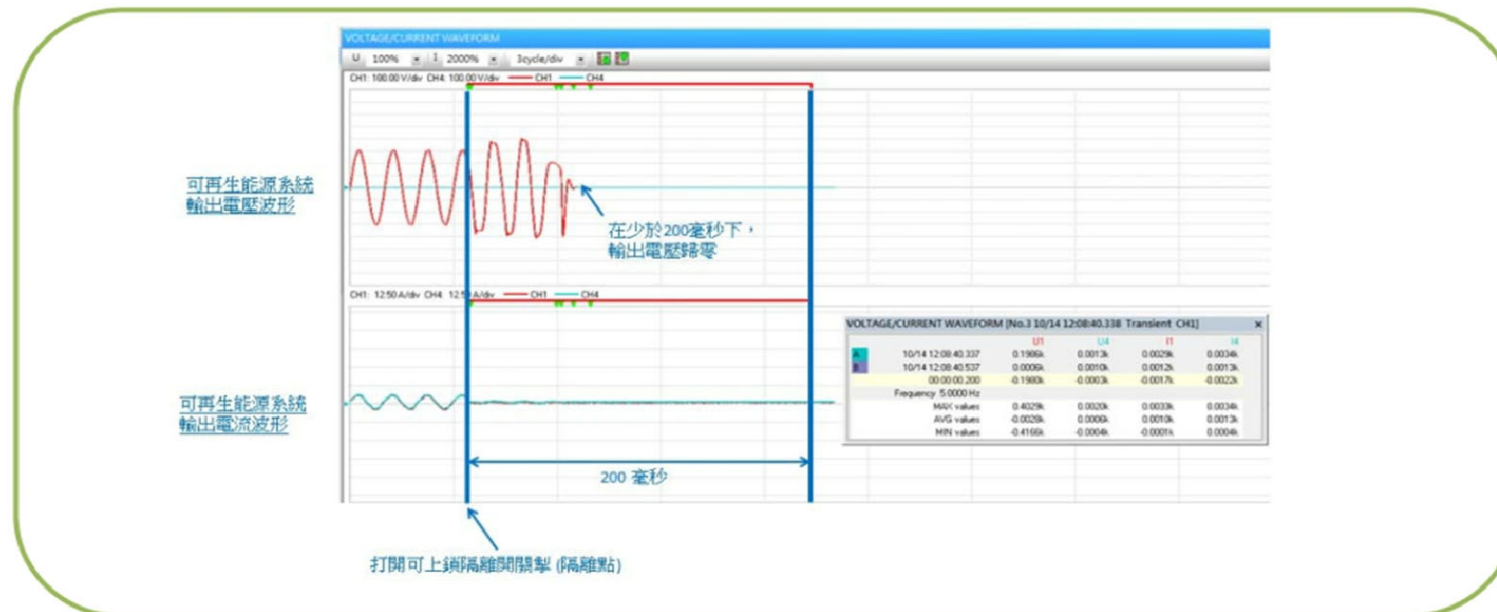 VOLTAGE/CURRENT WAVEFORM
U 100% I 2000% 1cycle/div
CH1: 100.00 V/div CH4: 100.00 V/div CH1 CH4
可再生能源系統
輸出電壓波形
在少於200毫秒下，
輸出電壓歸零
CH1: 12.50 A/div CH4: 12.50 A/div CH1 CH4
VOLTAGE/CURRENT WAVEFORM [No.3 10/14 12:08:40.338 Transient CH1] x
U1 U4 I1 I4
A 10/14 12:08:40.337 0.1986k 0.0013k 0.0029k 0.0034k
B 10/14 12:08:40.537 0.0006k 0.0010k 0.0012k 0.0013k
00:00:00.200 -0.1980k -0.0003k -0.0017k -0.0022k
Frequency 5.0000 Hz
MAX values 0.4029k 0.0020k 0.0033k 0.0034k
AVG values -0.0028k 0.0006k 0.0010k 0.0013k
MIN values -0.4166k -0.0004k -0.0001k 0.0004k
可再生能源系統
輸出電流波形
200 毫秒
打開可上鎖隔離開關掣 (隔離點)